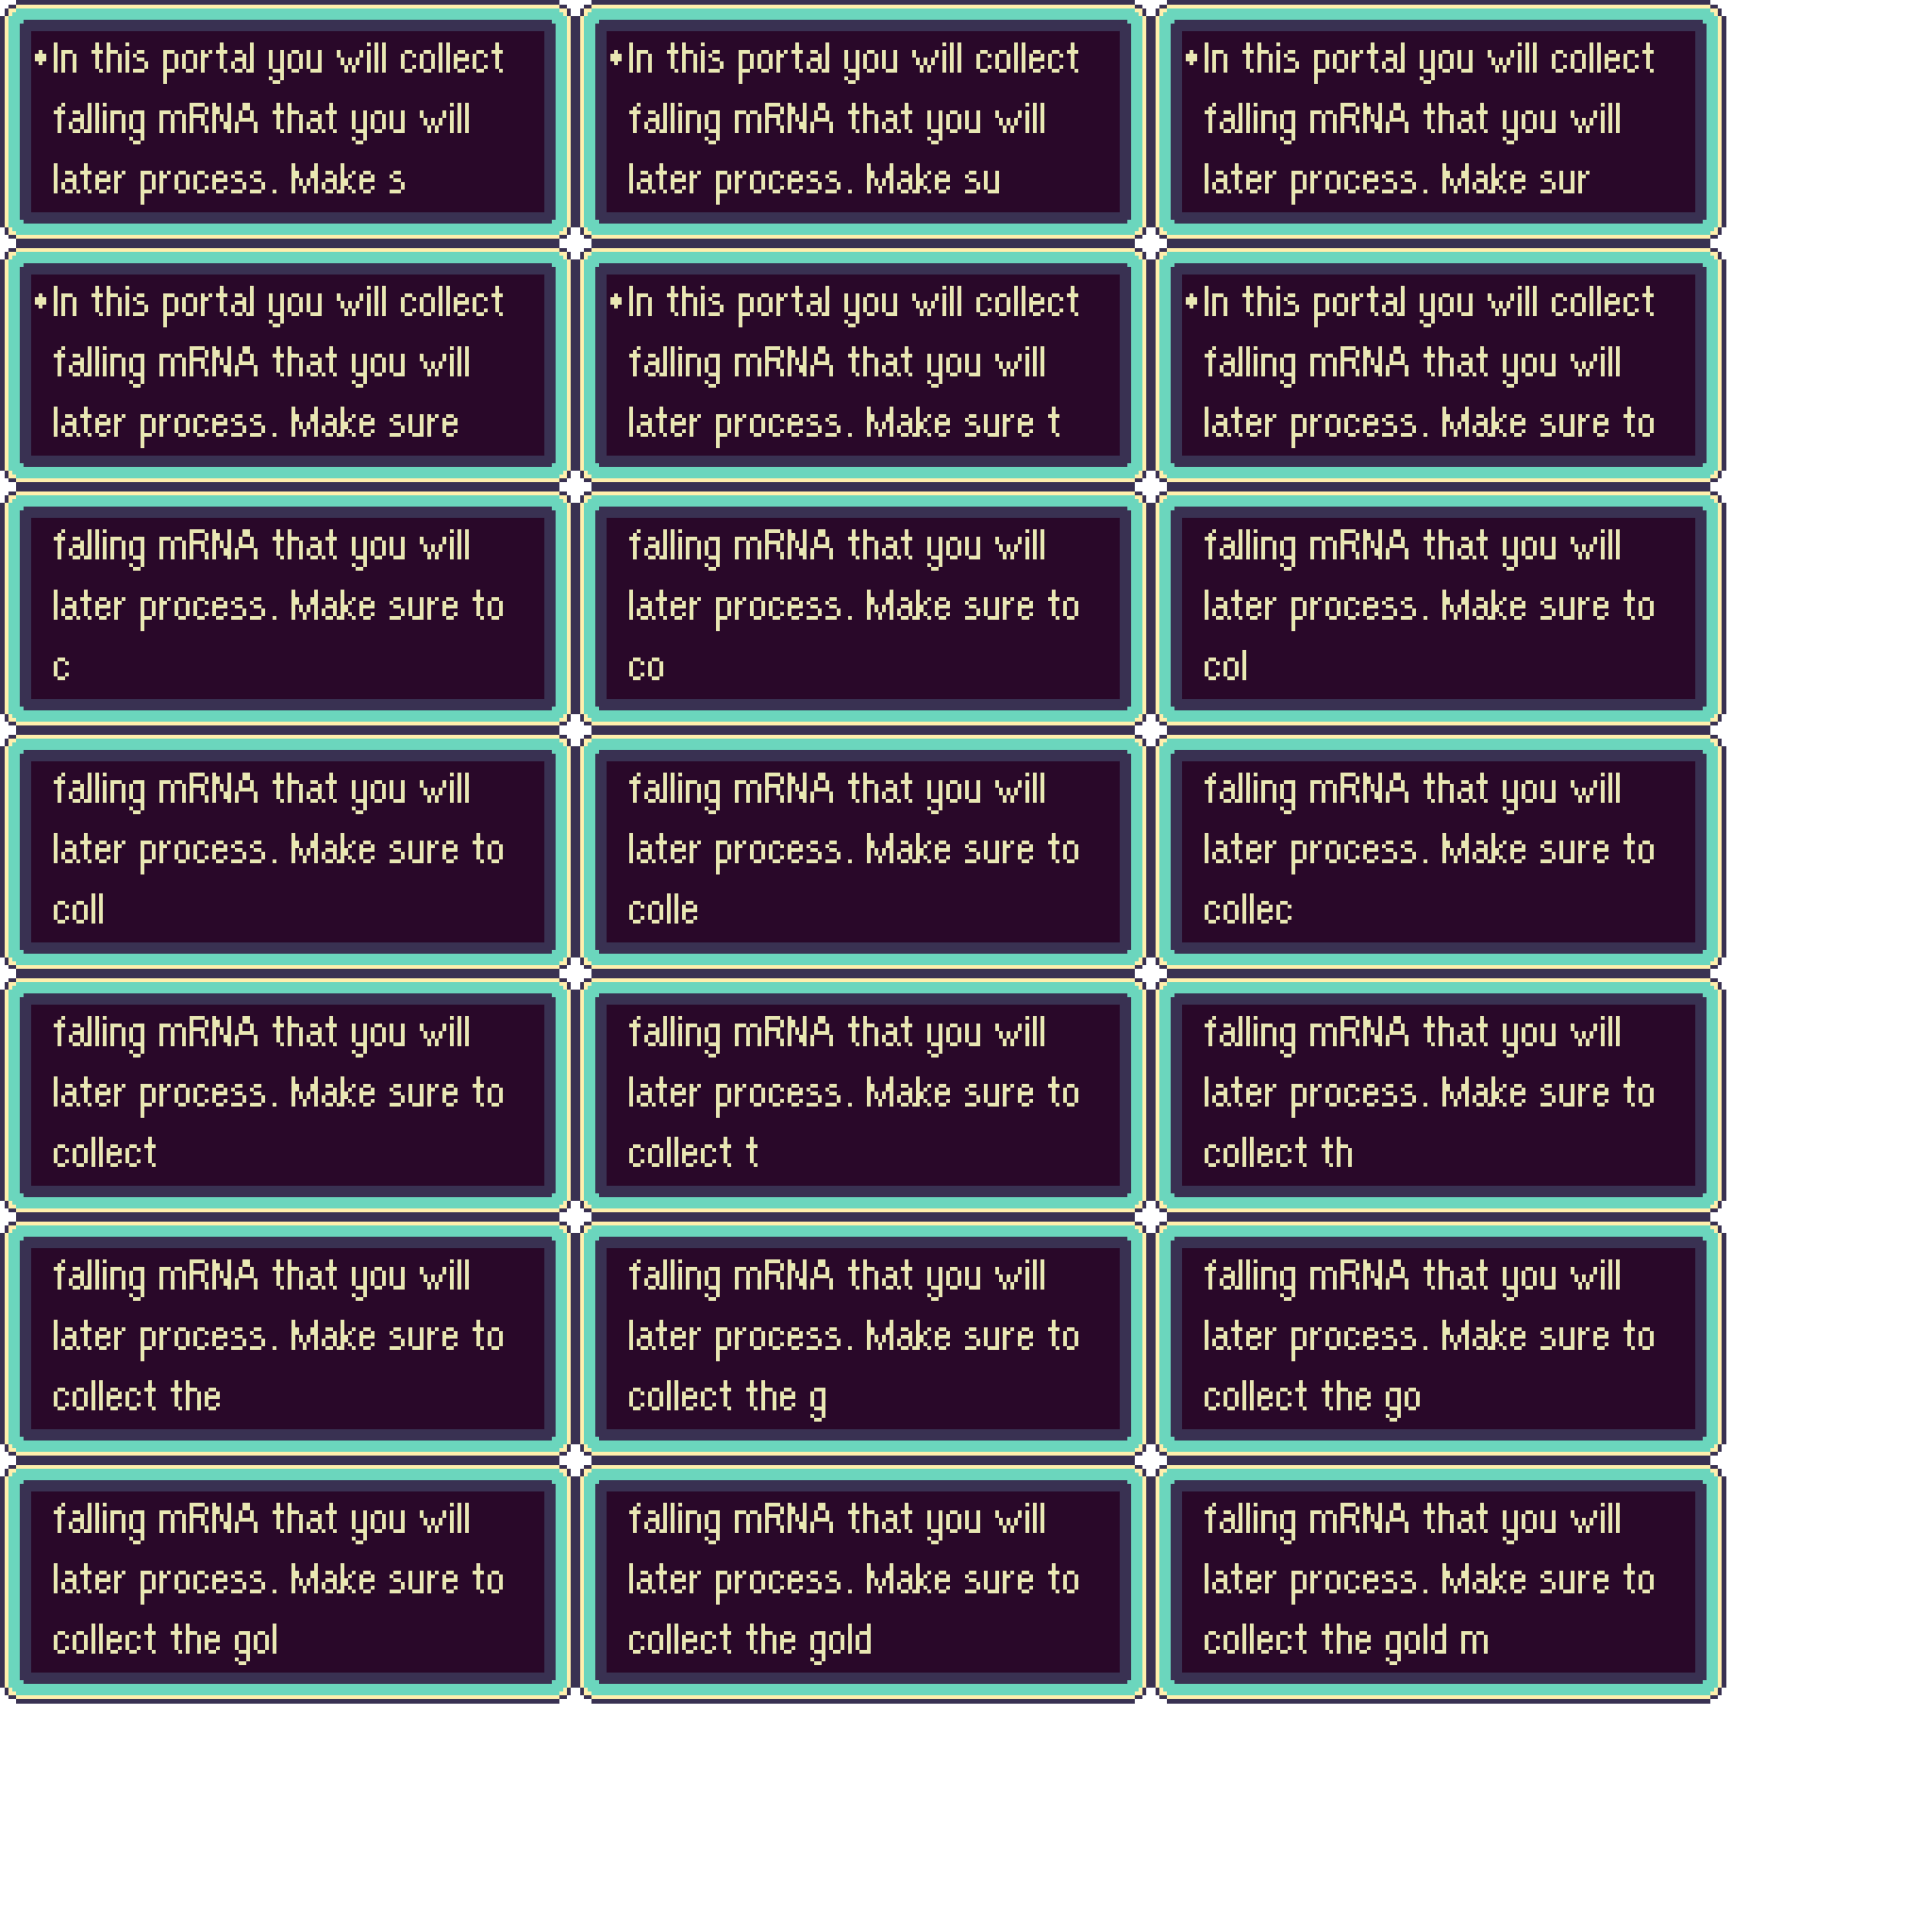 •In this portal you will collect
falling mRNA that you will
later process. Make s
•In this portal you will collect
falling mRNA that you will
later process. Make su
•In this portal you will collect
falling mRNA that you will
later process. Make sur
•In this portal you will collect
falling mRNA that you will
later process. Make sure
•In this portal you will collect
falling mRNA that you will
later process. Make sure t
•In this portal you will collect
falling mRNA that you will
later process. Make sure to
falling mRNA that you will
later process. Make sure to
c
falling mRNA that you will
later process. Make sure to
co
falling mRNA that you will
later process. Make sure to
col
falling mRNA that you will
later process. Make sure to
coll
falling mRNA that you will
later process. Make sure to
colle
falling mRNA that you will
later process. Make sure to
collec
falling mRNA that you will
later process. Make sure to
collect
falling mRNA that you will
later process. Make sure to
collect t
falling mRNA that you will
later process. Make sure to
collect th
falling mRNA that you will
later process. Make sure to
collect the
falling mRNA that you will
later process. Make sure to
collect the g
falling mRNA that you will
later process. Make sure to
collect the go
falling mRNA that you will
later process. Make sure to
collect the gol
falling mRNA that you will
later process. Make sure to
collect the gold
falling mRNA that you will
later process. Make sure to
collect the gold m